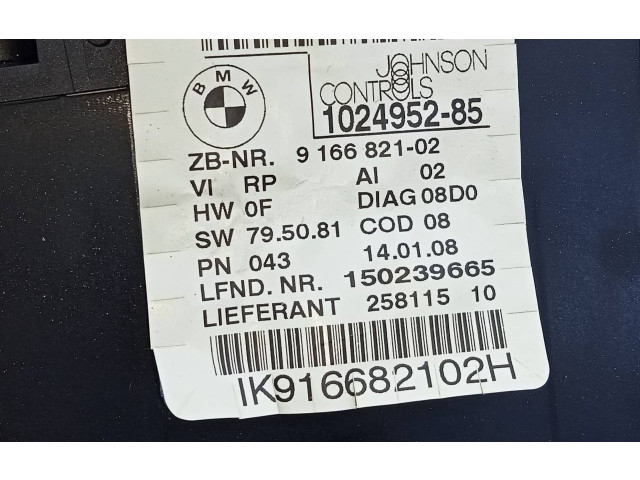 BMW
JOHNSON
CONTROLS
1024952-85
ZB-NR. 9 166 821-02
VI RP AI 02
HW 0F DIAG 08D0
SW 79.50.81 COD 08
PN 043 14.01.08
LFND. NR. 150239665
LIEFERANT 258115 10
IK916682102H